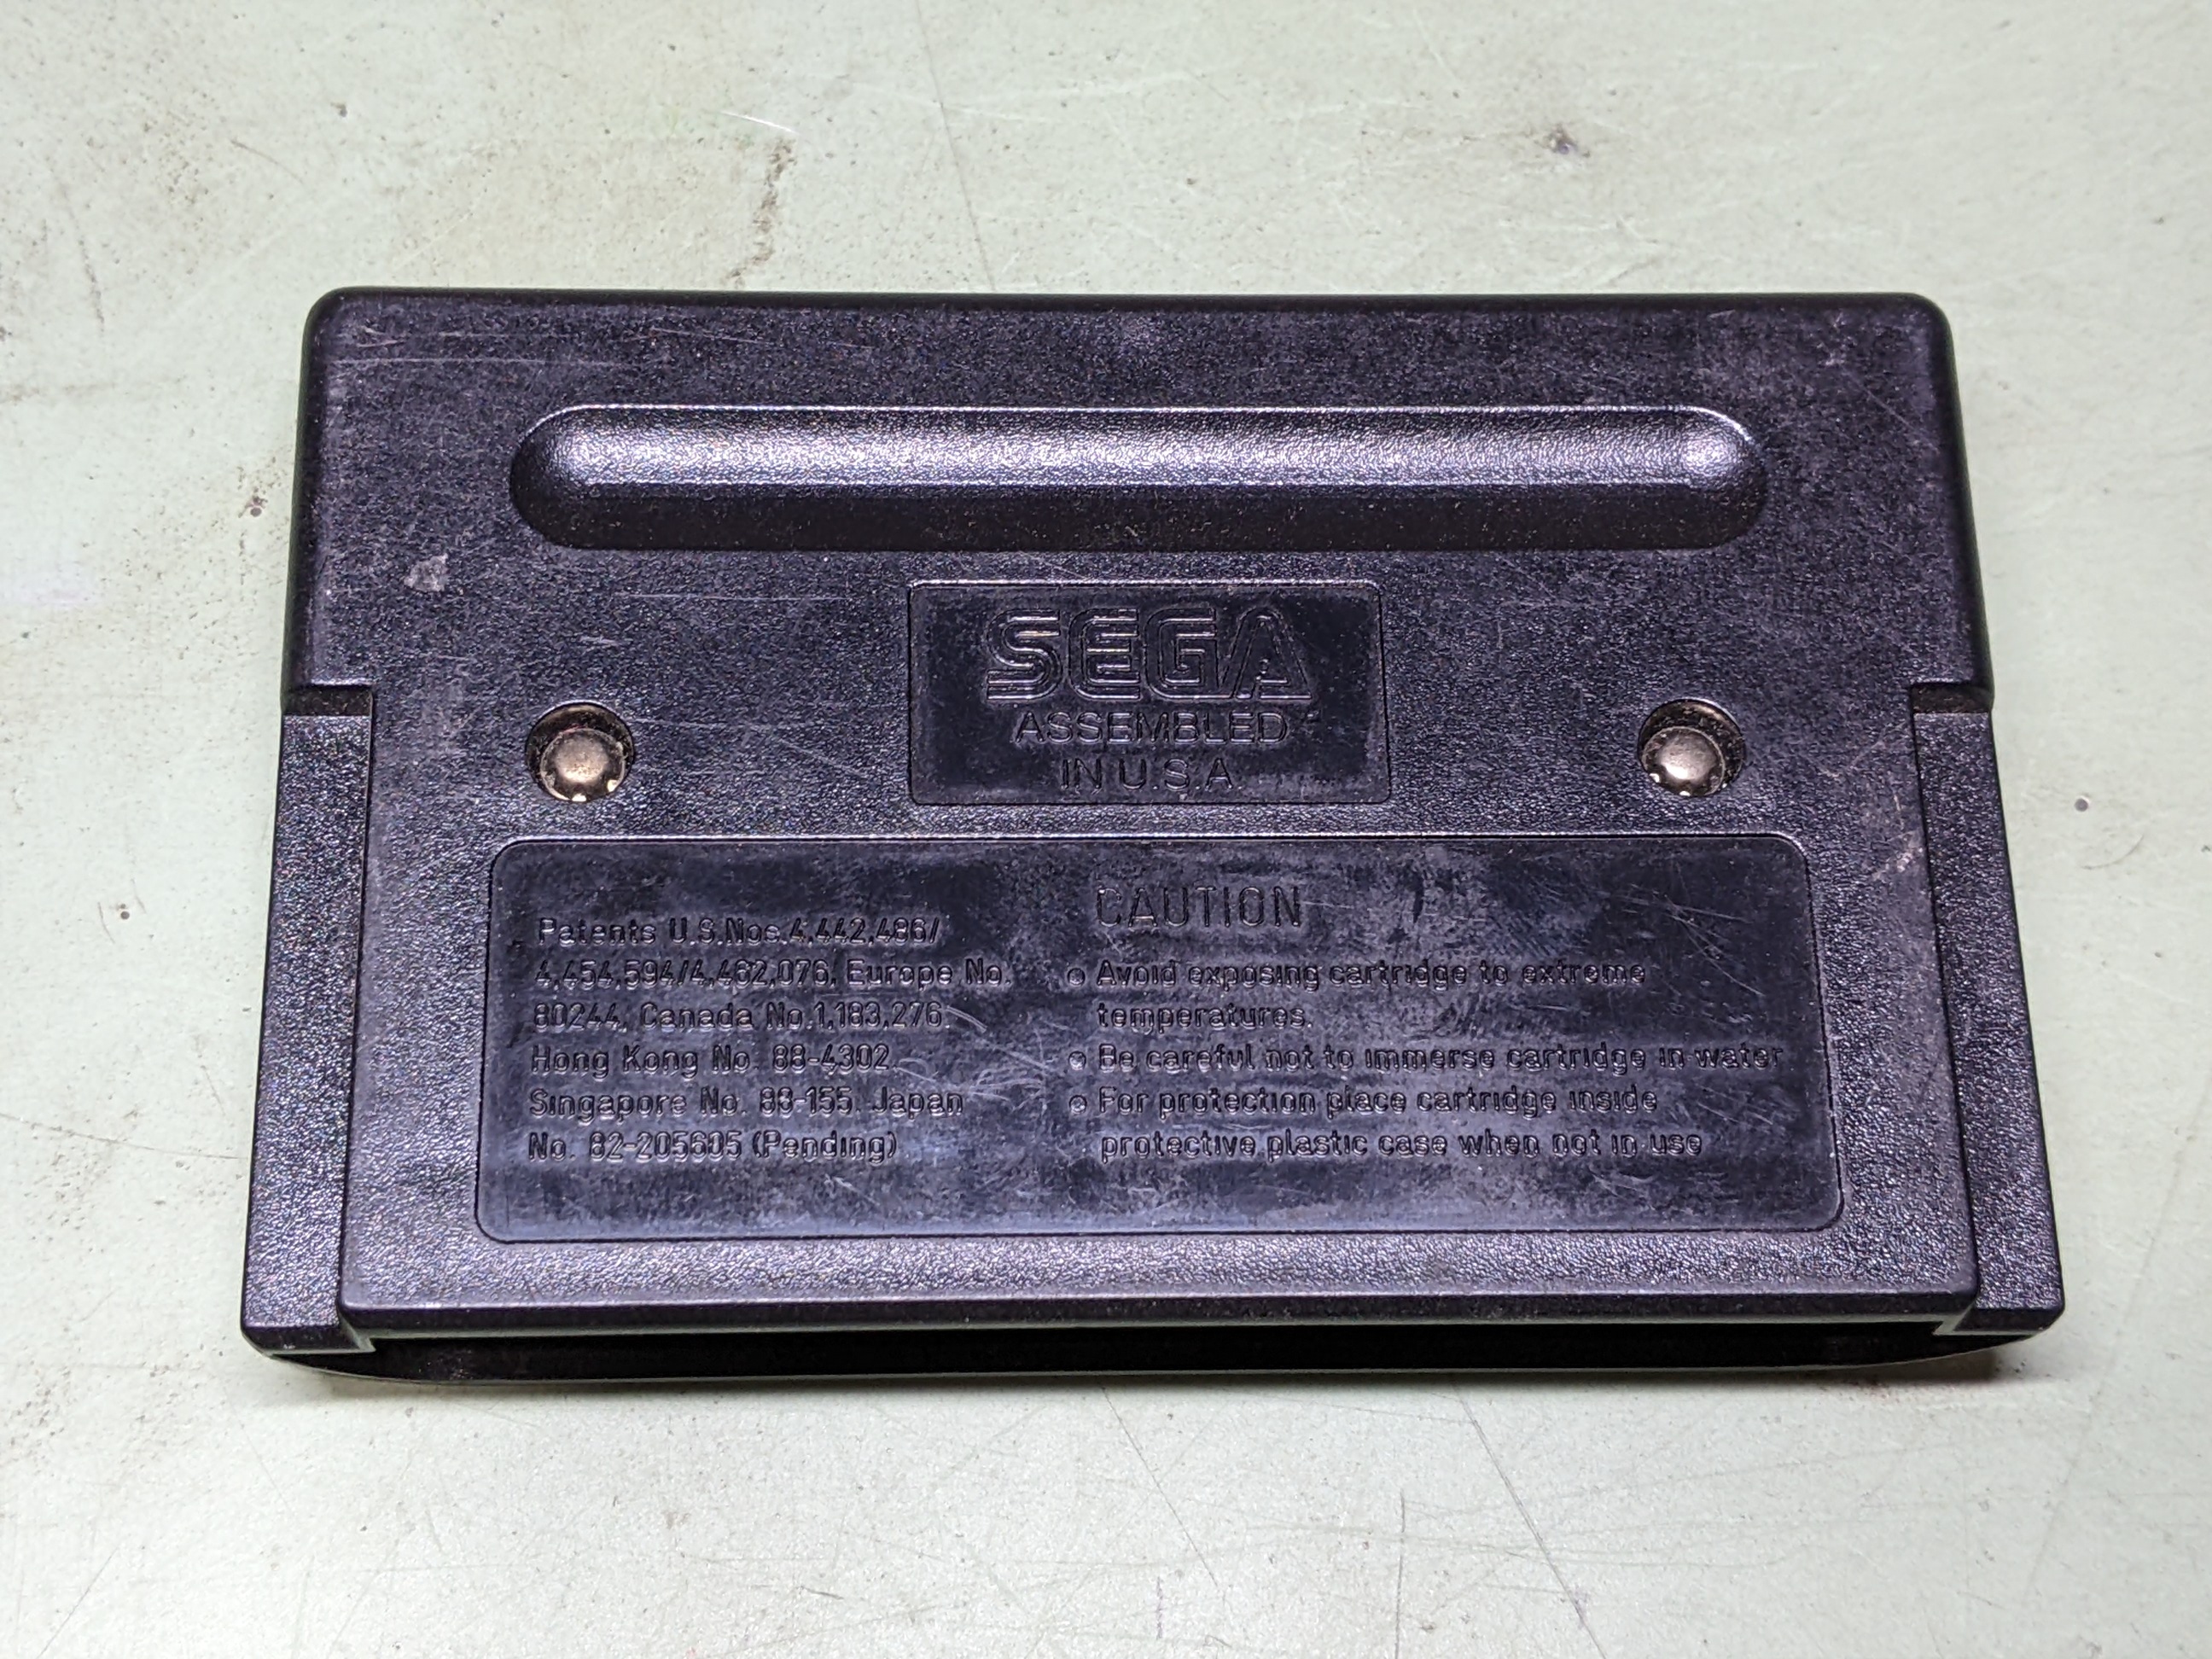 SEGA
ASSEMBLED
IN U.S.A.
Patents U.S.Nos.4,442,486/
4,454,594/4,462,076, Europe No.
80244, Canada No.1,183,276.
Hong Kong No. 88-4302.
Singapore No. 88-155. Japan
No. 82-205605 (Pending)
CAUTION
o Avoid exposing cartridge to extreme
temperatures.
o Be careful not to immerse cartridge in water
o For protection place cartridge inside
protective plastic case when not in use